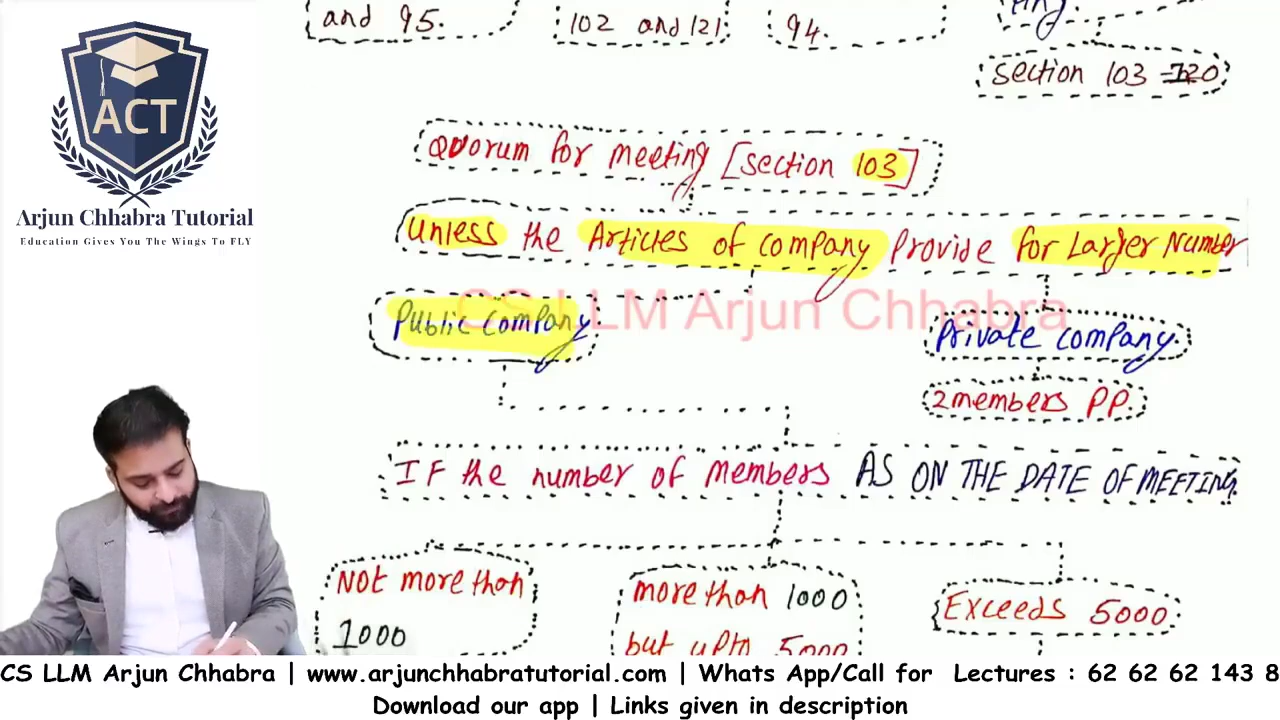 and 95.
102 and 121
94.
section 103 - 120
ACT
Arjun Chhabra Tutorial
Education Gives You The Wings To FLY
Quorum for meeting [section 103]
Unless the Articles of company provide for Larger Number
CS LLM Arjun Chhabra
Public company
Private company.
2 members PP.
IF the number of members AS ON THE DATE OF MEETING.
Not more than
1000
more than 1000
but upto 5000
Exceeds 5000
CS LLM Arjun Chhabra | www.arjunchhabratutorial.com | Whats App/Call for Lectures : 62 62 62 143 8
Download our app | Links given in description